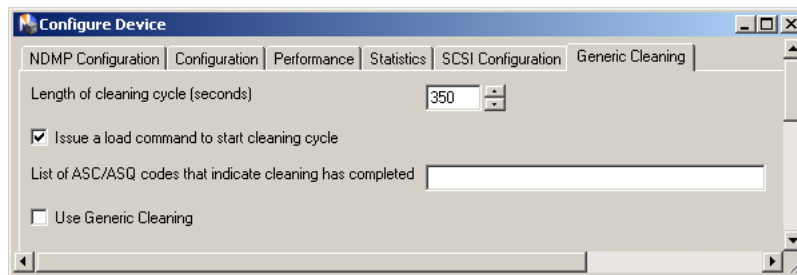 Configure Device
NDMP Configuration Configuration Performance Statistics SCSI Configuration Generic Cleaning
Length of cleaning cycle (seconds) 350
Issue a load command to start cleaning cycle
List of ASC/ASQ codes that indicate cleaning has completed
Use Generic Cleaning